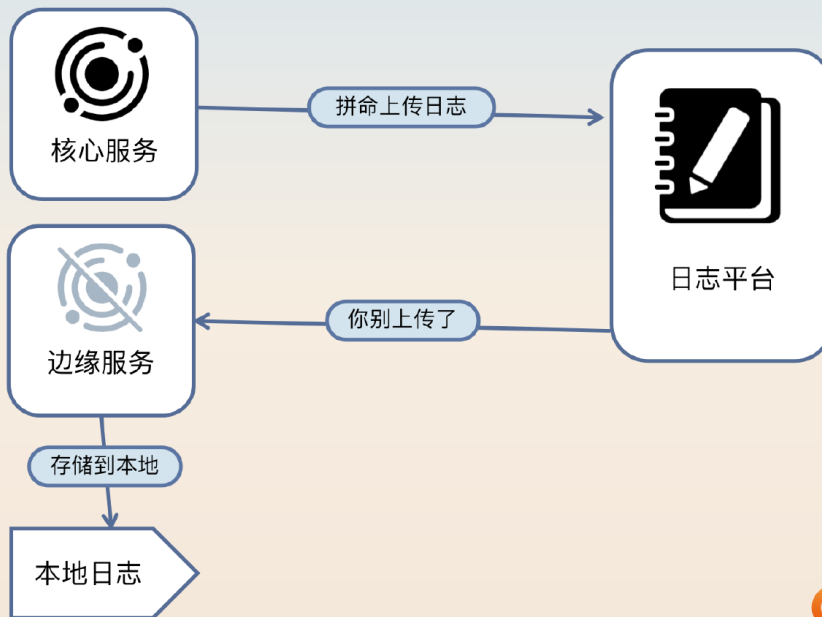 拼命上传日志
核心服务
日志平台
你别上传了
边缘服务
存储到本地
本地日志